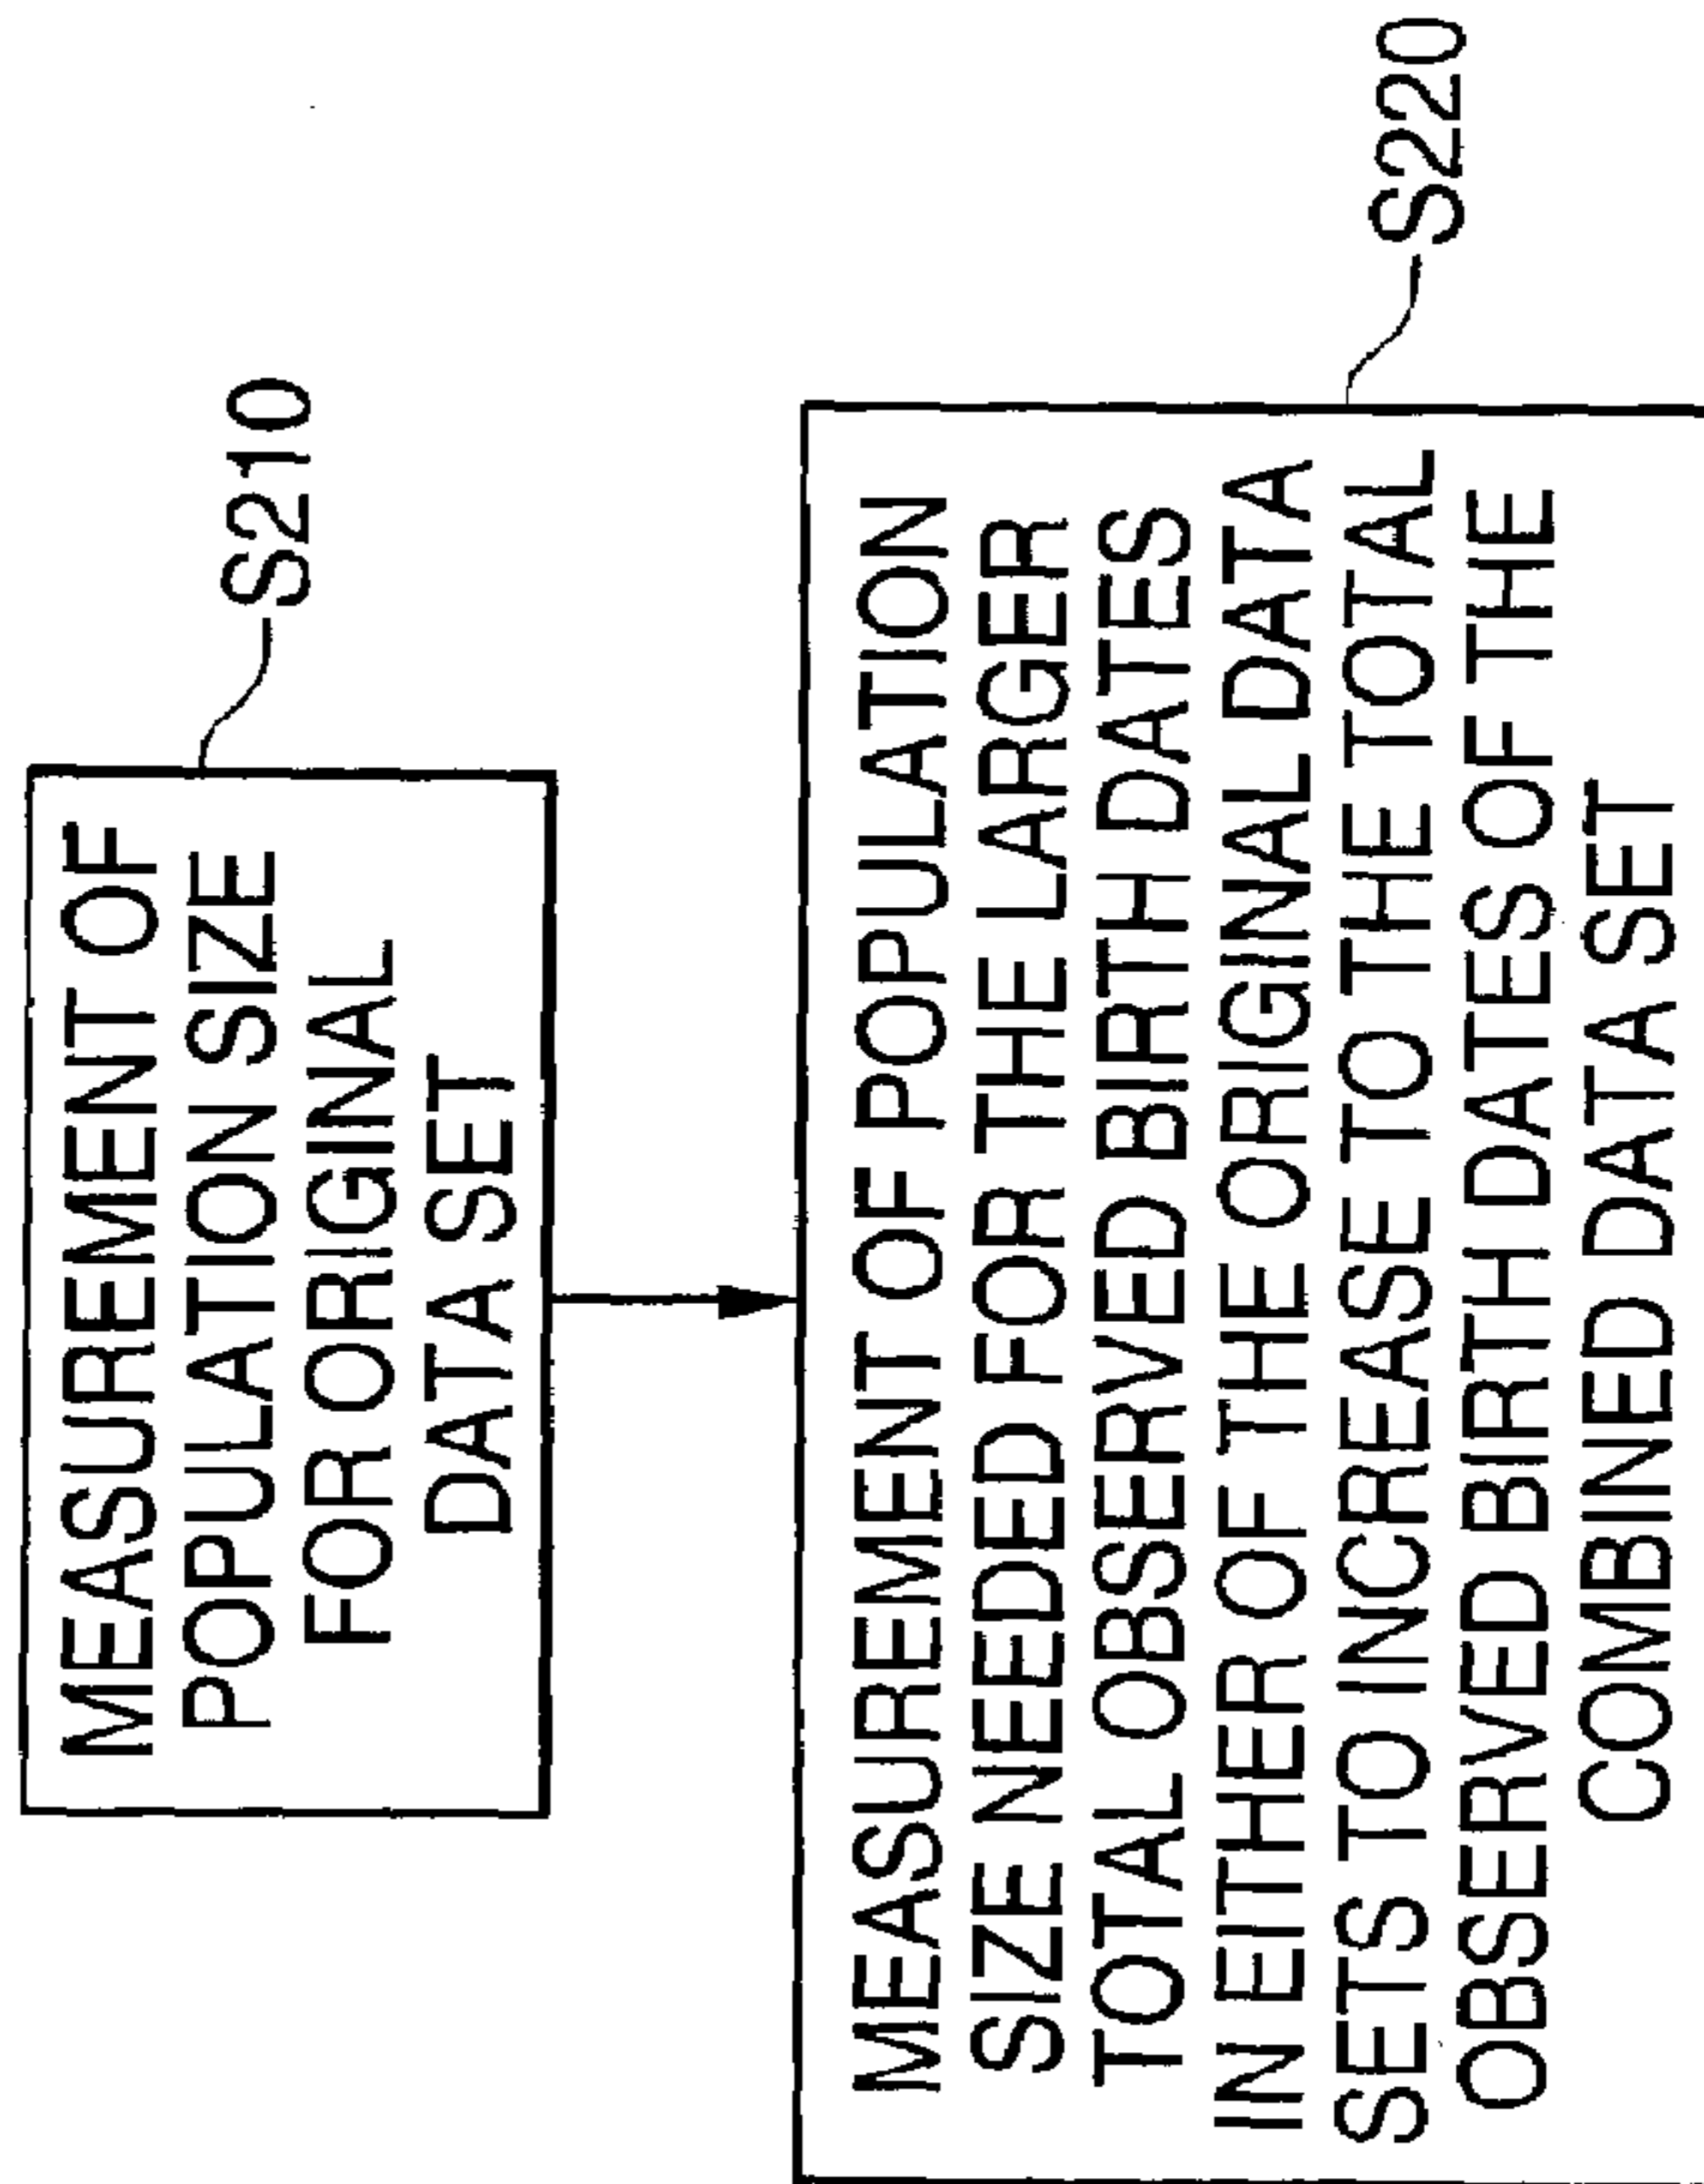 MEASUREMENT OF
POPULATION SIZE
FOR ORIGINAL
DATA SET
S210
MEASUREMENT OF POPULATION
SIZE NEEDED FOR THE LARGER
TOTAL OBSERVED BIRTH DATES
IN EITHER OF THE ORIGINAL DATA
SETS TO INCREASE TO THE TOTAL
OBSERVED BIRTH DATES OF THE
COMBINED DATA SET
S220